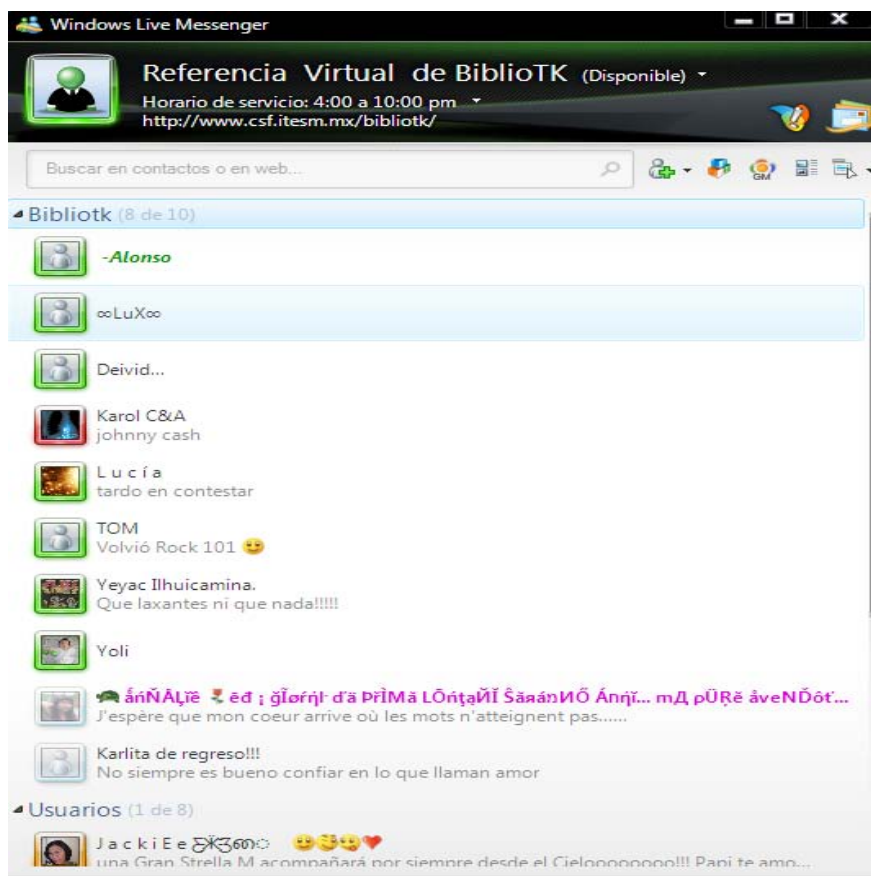 Windows Live Messenger
Referencia Virtual de BiblioTK (Disponible)
Horario de servicio: 4:00 a 10:00 pm
http://www.csf.itesm.mx/bibliotk/
Buscar en contactos o en web...
GM
Bibliotk (8 de 10)
-Alonso
∞LuX∞
Deivid...
Karol C&A
johnny cash
L u c í a
tardo en contestar
TOM
Volvió Rock 101
Yeyac Ilhuicamina.
Que laxantes ni que nada!!!!!
Yoli
J'espère que mon coeur arrive où les mots n'atteignent pas......
Karlita de regreso!!!
No siempre es bueno confiar en lo que llaman amor
Usuarios (1 de 8)
J a c k i E e
una Gran Strella M acompañará por siempre desde el Cielooooooooo!!! Papi te amo...